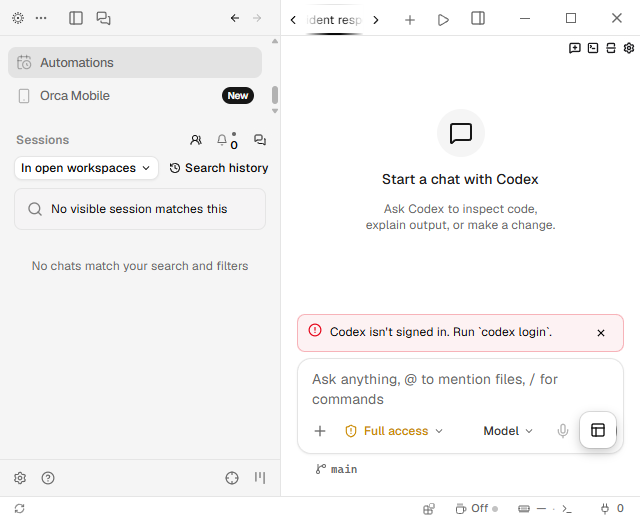 dent resp
Automations
Orca Mobile
New
Sessions
0
In open workspaces
Search history
No visible session matches this
No chats match your search and filters
Start a chat with Codex
Ask Codex to inspect code,
explain output, or make a change.
Codex isn't signed in. Run `codex login`.
Ask anything, @ to mention files, / for
commands
Full access
Model
main
Off
0